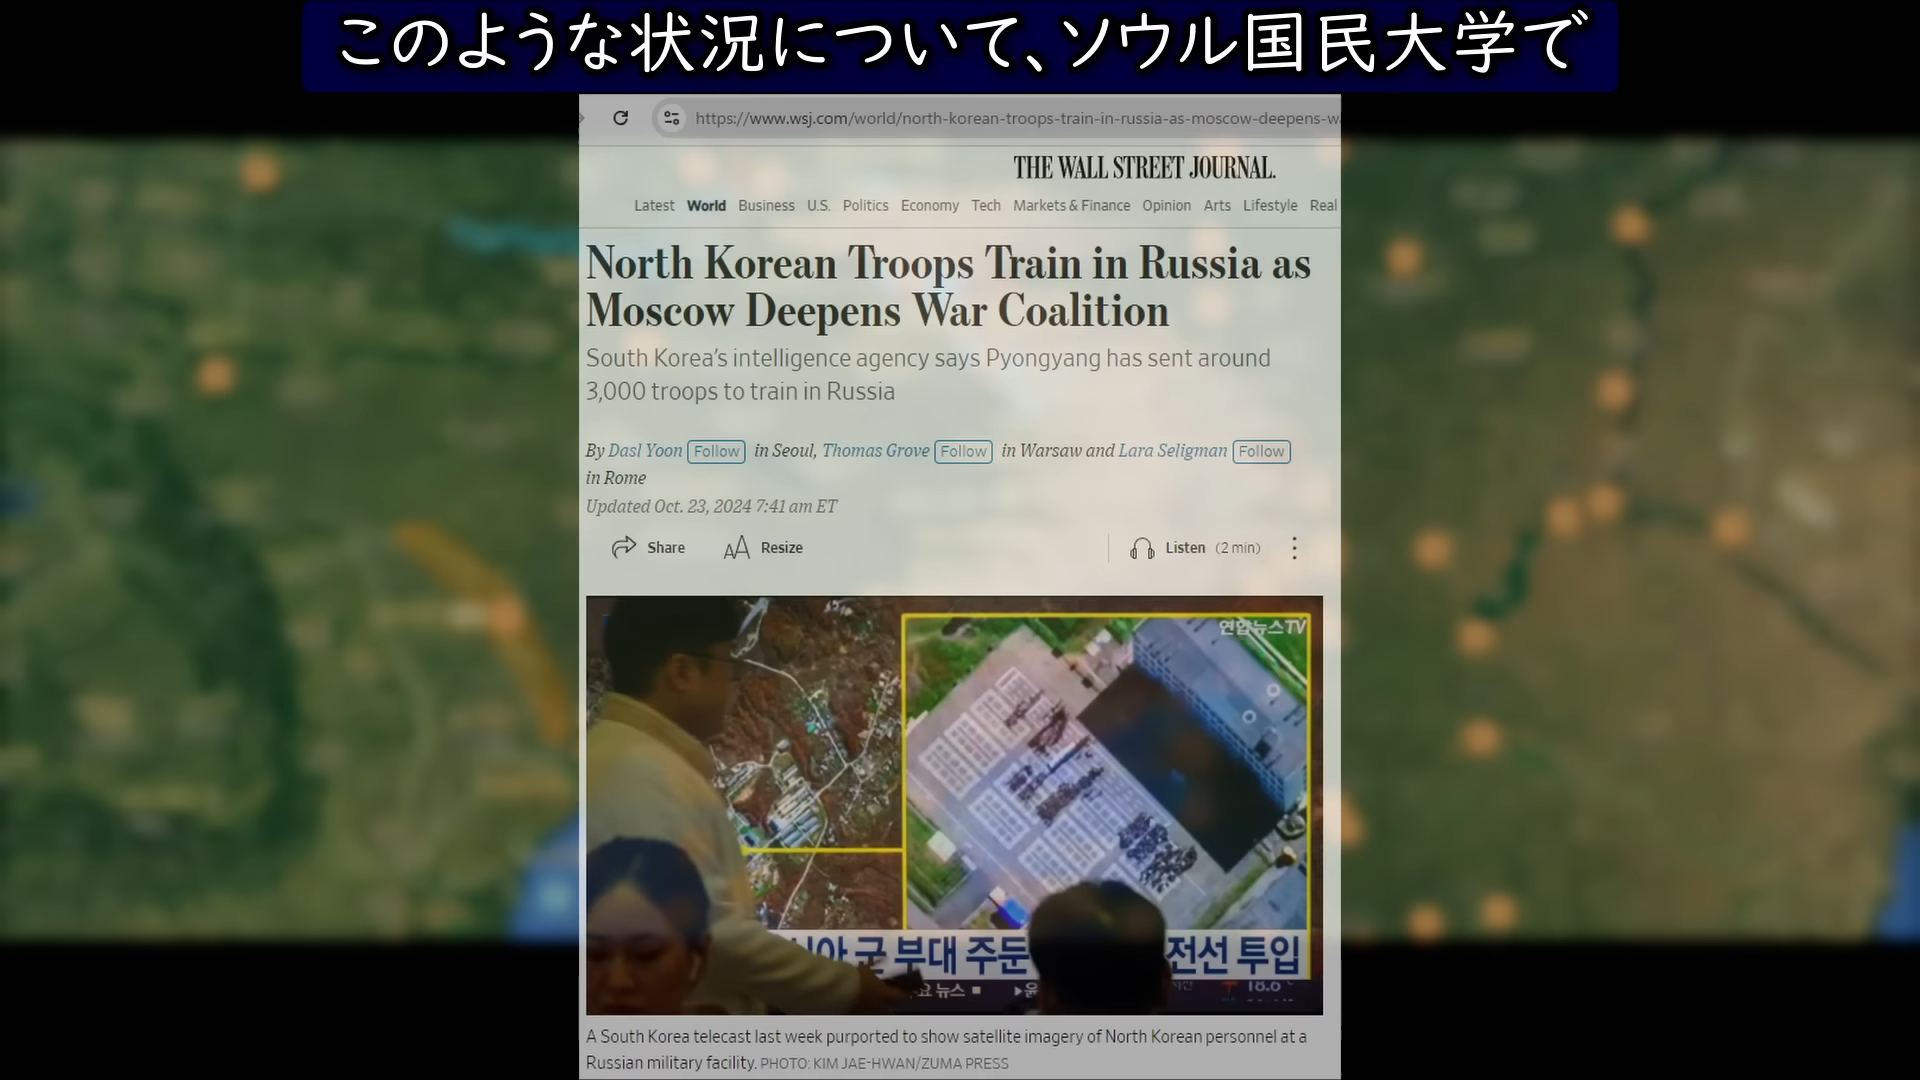 このような状況について、ソウル国民大学で
https://www.wsj.com/world/north-korean-troops-train-in-russia-as-moscow-deepens-w
THE WALL STREET JOURNAL.
Latest World Business U.S. Politics Economy Tech Markets & Finance Opinion Arts Lifestyle Real
North Korean Troops Train in Russia as
Moscow Deepens War Coalition
South Korea’s intelligence agency says Pyongyang has sent around
3,000 troops to train in Russia
By Dasl Yoon Follow in Seoul, Thomas Grove Follow in Warsaw and Lara Seligman Follow
in Rome
Updated Oct. 23, 2024 7:41 am ET
Share Resize Listen (2 min)
연합뉴스TV
군 부대 주둔 전선 투입
뉴스 ■ ▶윤 18.6
A South Korea telecast last week purported to show satellite imagery of North Korean personnel at a
Russian military facility. PHOTO: KIM JAE-HWAN/ZUMA PRESS